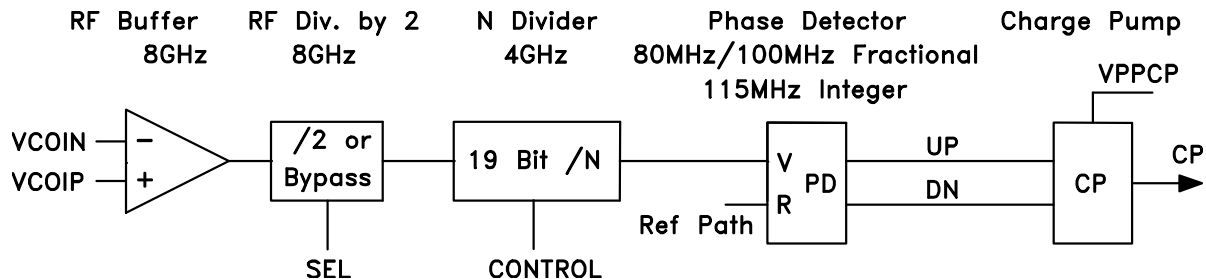 RF Buffer
8GHz
RF Div. by 2
8GHz
N Divider
4GHz
Phase Detector
80MHz/100MHz Fractional
115MHz Integer
Charge Pump
VPPCP
VCOIN
VCOIP
−
+
/2 or
Bypass
SEL
19 Bit /N
CONTROL
V
R
PD
Ref Path
UP
DN
CP
CP